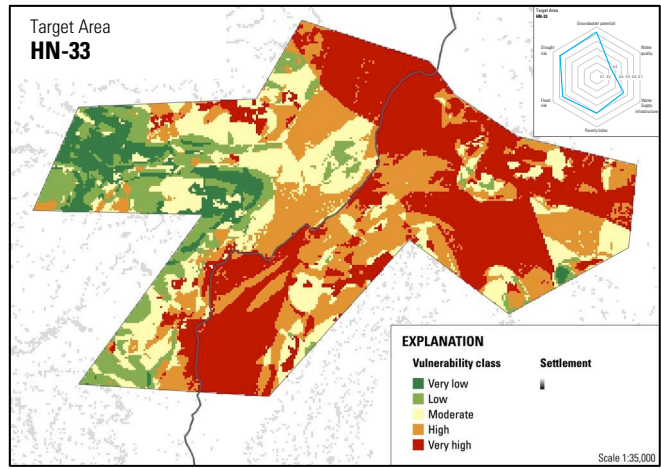 Target Area
HN-33
Target Area
HN-33
Groundwater potential
Drought
risk
Water
quality
Flood
risk
Water
Supply
infrastructure
Poverty index
EXPLANATION
Vulnerability class
Settlement
Very low
Low
Moderate
High
Very high
Scale 1:35,000